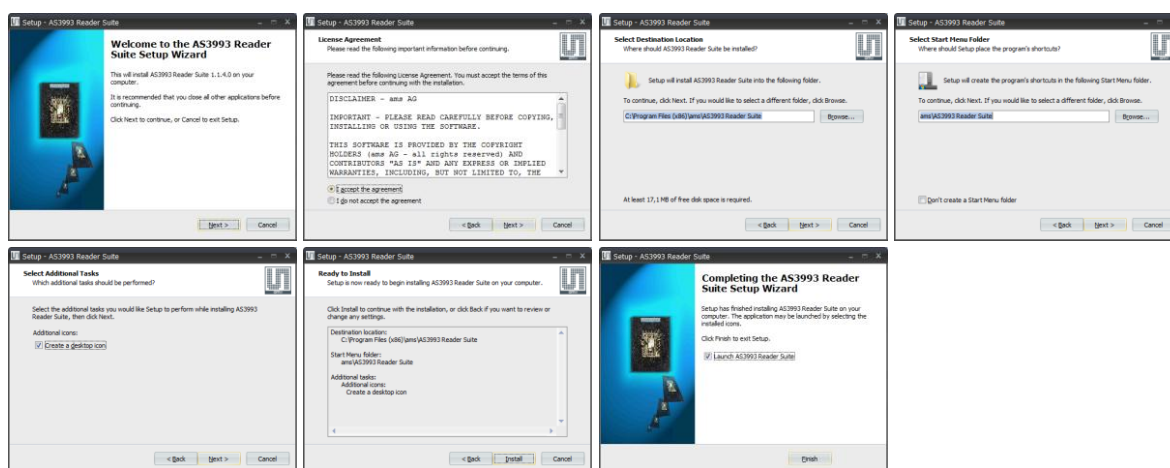 Setup - AS3993 Reader Suite
Welcome to the AS3993 Reader
Suite Setup Wizard
This will install AS3993 Reader Suite 1.1.4.0 on your
computer.
It is recommended that you close all other applications before
continuing.
Click Next to continue, or Cancel to exit Setup.
Next >
Cancel
Setup - AS3993 Reader Suite
License Agreement
Please read the following important information before continuing.
Please read the following License Agreement. You must accept the terms of this
agreement before continuing with the installation.
DISCLAIMER - ams AG
IMPORTANT - PLEASE READ CAREFULLY BEFORE COPYING,
INSTALLING OR USING THE SOFTWARE.
THIS SOFTWARE IS PROVIDED BY THE COPYRIGHT
HOLDERS (ams AG - all rights reserved) AND
CONTRIBUTORS "AS IS" AND ANY EXPRESS OR IMPLIED
WARRANTIES, INCLUDING, BUT NOT LIMITED TO, THE
I accept the agreement
I do not accept the agreement
< Back
Next >
Cancel
Setup - AS3993 Reader Suite
Select Destination Location
Where should AS3993 Reader Suite be installed?
Setup will install AS3993 Reader Suite into the following folder.
To continue, click Next. If you would like to select a different folder, click Browse.
C:\Program Files (x86)\ams\AS3993 Reader Suite
Browse...
At least 17,1 MB of free disk space is required.
< Back
Next >
Cancel
Setup - AS3993 Reader Suite
Select Start Menu Folder
Where should Setup place the program's shortcuts?
Setup will create the program's shortcuts in the following Start Menu folder.
To continue, click Next. If you would like to select a different folder, click Browse.
ams\AS3993 Reader Suite
Browse...
Don't create a Start Menu folder
< Back
Next >
Cancel
Setup - AS3993 Reader Suite
Select Additional Tasks
Which additional tasks should be performed?
Select the additional tasks you would like Setup to perform while installing AS3993
Reader Suite, then click Next.
Additional icons:
Create a desktop icon
< Back
Next >
Cancel
Setup - AS3993 Reader Suite
Ready to Install
Setup is now ready to begin installing AS3993 Reader Suite on your computer.
Click Install to continue with the installation, or click Back if you want to review or
change any settings.
Destination location:
C:\Program Files (x86)\ams\AS3993 Reader Suite
Start Menu folder:
ams\AS3993 Reader Suite
Additional tasks:
Additional icons:
Create a desktop icon
< Back
Install
Cancel
Setup - AS3993 Reader Suite
Completing the AS3993 Reader
Suite Setup Wizard
Setup has finished installing AS3993 Reader Suite on your
computer. The application may be launched by selecting the
installed icons.
Click Finish to exit Setup.
Launch AS3993 Reader Suite
Finish